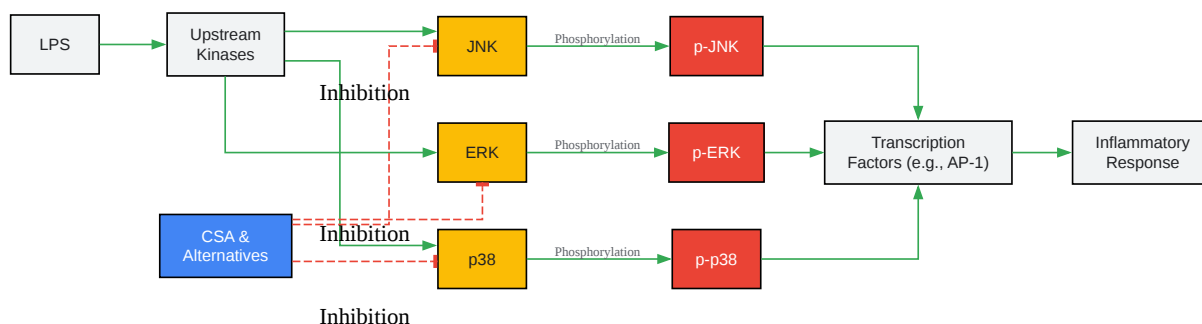 LPS
Upstream
Kinases
JNK
Phosphorylation
p-JNK
Inhibition
ERK
Phosphorylation
p-ERK
Transcription
Factors (e.g., AP-1)
Inflammatory
Response
CSA &
Alternatives
Inhibition
p38
Phosphorylation
p-p38
Inhibition